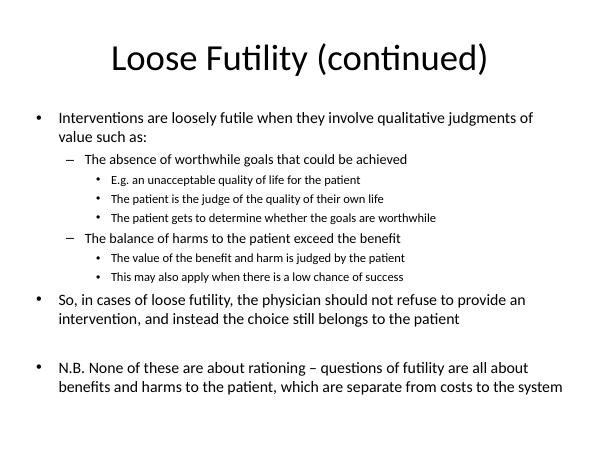 Loose Futility (continued)
• Interventions are loosely futile when they involve qualitative judgments of
value such as:
– The absence of worthwhile goals that could be achieved
• E.g. an unacceptable quality of life for the patient
• The patient is the judge of the quality of their own life
• The patient gets to determine whether the goals are worthwhile
– The balance of harms to the patient exceed the benefit
• The value of the benefit and harm is judged by the patient
• This may also apply when there is a low chance of success
• So, in cases of loose futility, the physician should not refuse to provide an
intervention, and instead the choice still belongs to the patient
• N.B. None of these are about rationing – questions of futility are all about
benefits and harms to the patient, which are separate from costs to the system